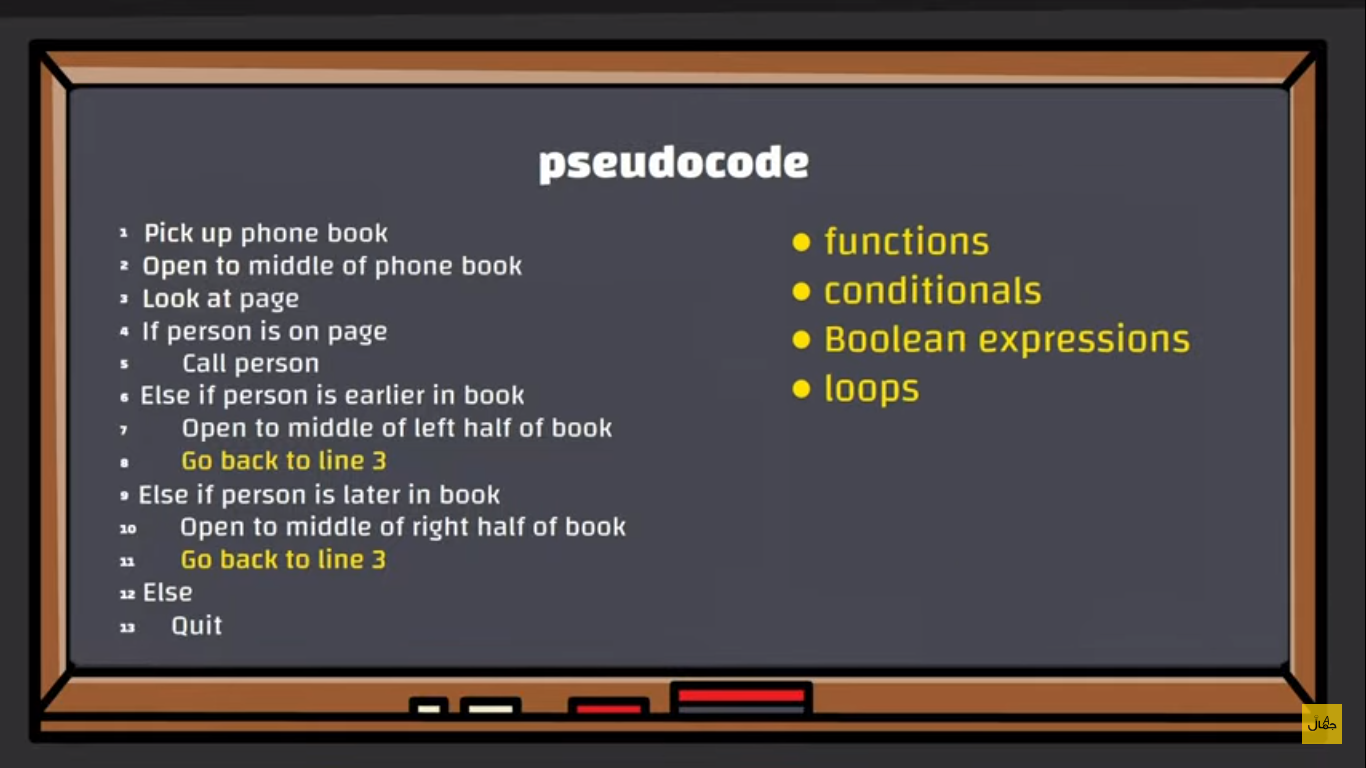 pseudocode
1 Pick up phone book
2 Open to middle of phone book
3 Look at page
4 If person is on page
5 Call person
6 Else if person is earlier in book
7 Open to middle of left half of book
8 Go back to line 3
9 Else if person is later in book
10 Open to middle of right half of book
11 Go back to line 3
12 Else
13 Quit
● functions
● conditionals
● Boolean expressions
● loops